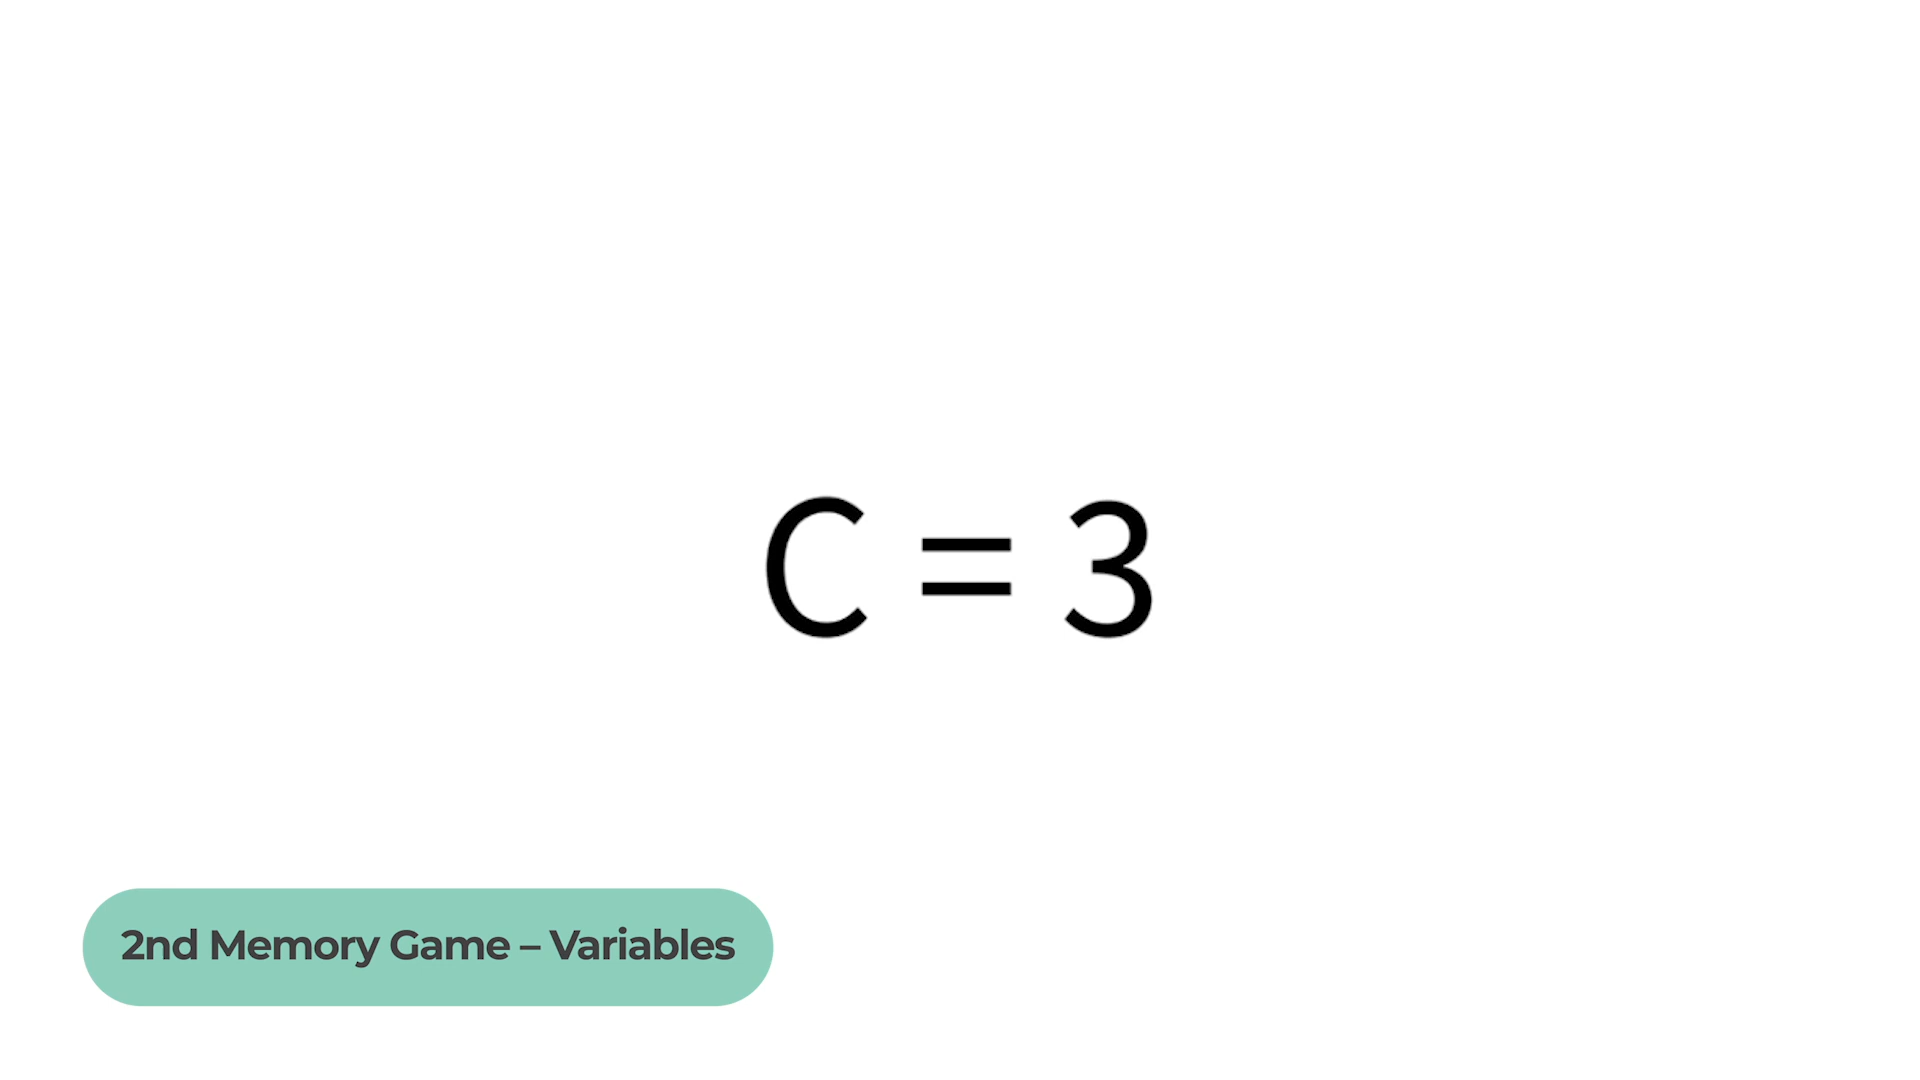 C = 3
2nd Memory Game – Variables